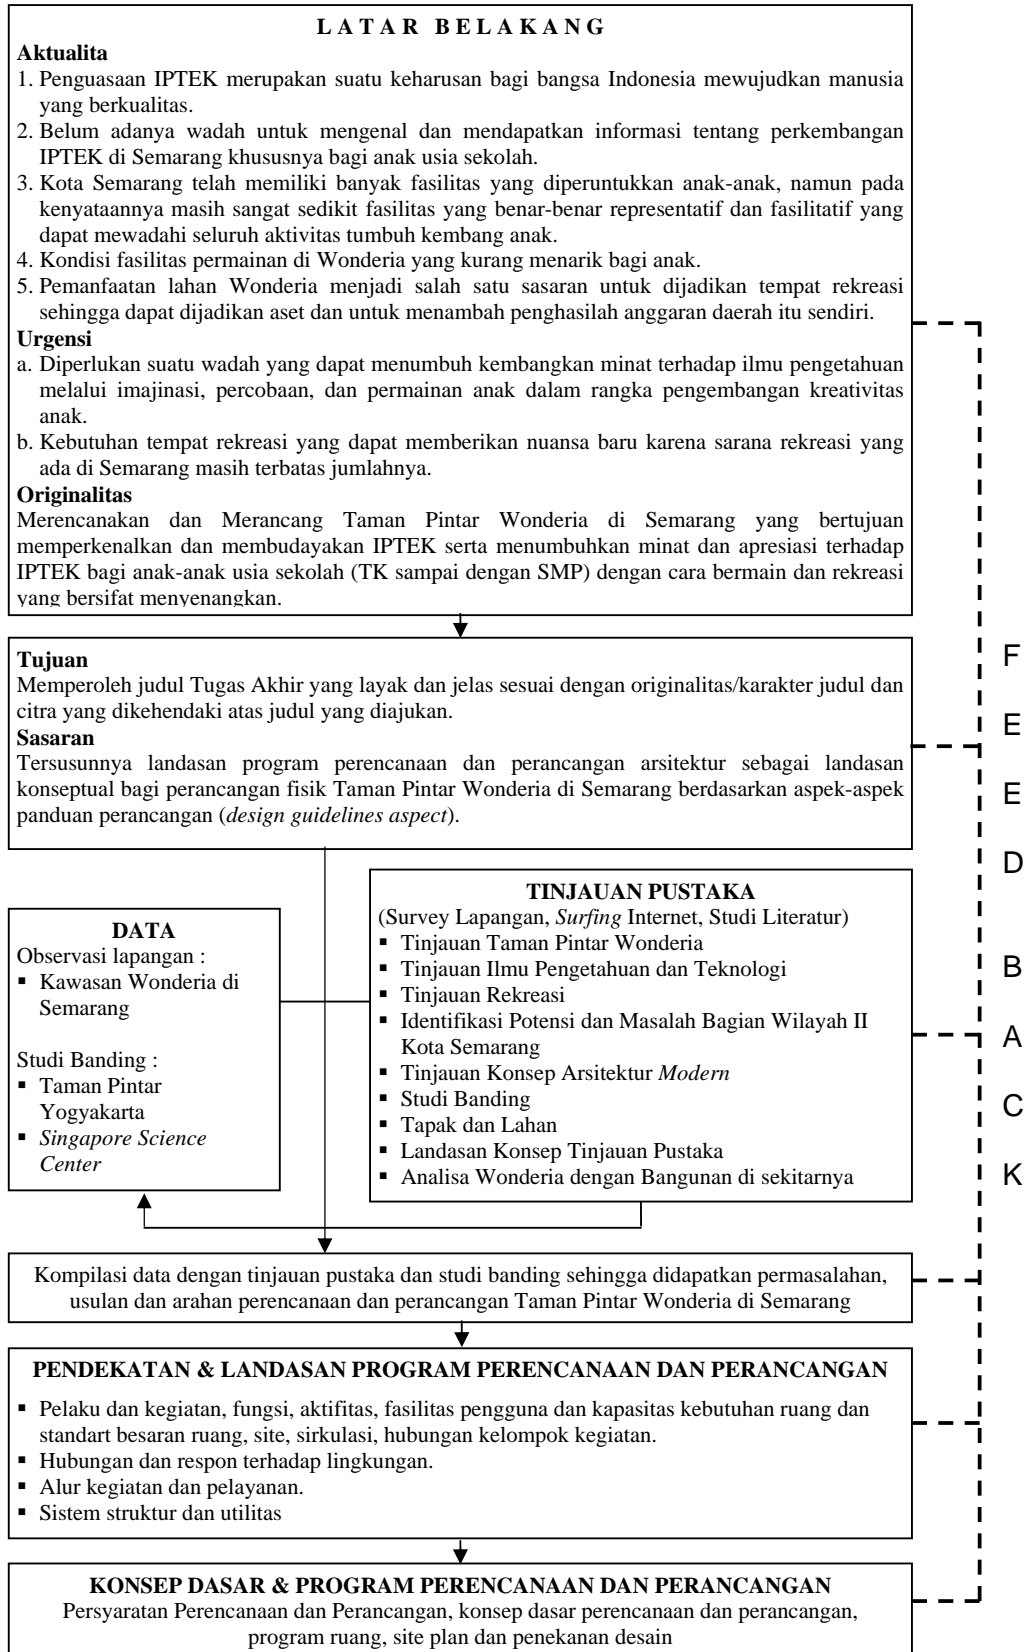 L A T A R  B E L A K A N G
Aktualita
1. Penguasaan IPTEK merupakan suatu keharusan bagi bangsa Indonesia mewujudkan manusia
yang berkualitas.
2. Belum adanya wadah untuk mengenal dan mendapatkan informasi tentang perkembangan
IPTEK di Semarang khususnya bagi anak usia sekolah.
3. Kota Semarang telah memiliki banyak fasilitas yang diperuntukkan anak-anak, namun pada
kenyataannya masih sangat sedikit fasilitas yang benar-benar representatif dan fasilitatif yang
dapat mewadahi seluruh aktivitas tumbuh kembang anak.
4. Kondisi fasilitas permainan di Wonderia yang kurang menarik bagi anak.
5. Pemanfaatan lahan Wonderia menjadi salah satu sasaran untuk dijadikan tempat rekreasi
sehingga dapat dijadikan aset dan untuk menambah penghasilah anggaran daerah itu sendiri.
Urgensi
a. Diperlukan suatu wadah yang dapat menumbuh kembangkan minat terhadap ilmu pengetahuan
melalui imajinasi, percobaan, dan permainan anak dalam rangka pengembangan kreativitas
anak.
b. Kebutuhan tempat rekreasi yang dapat memberikan nuansa baru karena sarana rekreasi yang
ada di Semarang masih terbatas jumlahnya.
Originalitas
Merencanakan dan Merancang Taman Pintar Wonderia di Semarang yang bertujuan
memperkenalkan dan membudayakan IPTEK serta menumbuhkan minat dan apresiasi terhadap
IPTEK bagi anak-anak usia sekolah (TK sampai dengan SMP) dengan cara bermain dan rekreasi
yang bersifat menyenangkan.
Tujuan
Memperoleh judul Tugas Akhir yang layak dan jelas sesuai dengan originalitas/karakter judul dan
citra yang dikehendaki atas judul yang diajukan.
Sasaran
Tersusunnya landasan program perencanaan dan perancangan arsitektur sebagai landasan
konseptual bagi perancangan fisik Taman Pintar Wonderia di Semarang berdasarkan aspek-aspek
panduan perancangan (design guidelines aspect).
DATA
Observasi lapangan :
▪ Kawasan Wonderia di
Semarang
Studi Banding :
▪ Taman Pintar
Yogyakarta
▪ Singapore Science
Center
TINJAUAN PUSTAKA
(Survey Lapangan, Surfing Internet, Studi Literatur)
▪ Tinjauan Taman Pintar Wonderia
▪ Tinjauan Ilmu Pengetahuan dan Teknologi
▪ Tinjauan Rekreasi
▪ Identifikasi Potensi dan Masalah Bagian Wilayah II
Kota Semarang
▪ Tinjauan Konsep Arsitektur Modern
▪ Studi Banding
▪ Tapak dan Lahan
▪ Landasan Konsep Tinjauan Pustaka
▪ Analisa Wonderia dengan Bangunan di sekitarnya
Kompilasi data dengan tinjauan pustaka dan studi banding sehingga didapatkan permasalahan,
usulan dan arahan perencanaan dan perancangan Taman Pintar Wonderia di Semarang
PENDEKATAN & LANDASAN PROGRAM PERENCANAAN DAN PERANCANGAN
▪ Pelaku dan kegiatan, fungsi, aktifitas, fasilitas pengguna dan kapasitas kebutuhan ruang dan
standart besaran ruang, site, sirkulasi, hubungan kelompok kegiatan.
▪ Hubungan dan respon terhadap lingkungan.
▪ Alur kegiatan dan pelayanan.
▪ Sistem struktur dan utilitas
KONSEP DASAR & PROGRAM PERENCANAAN DAN PERANCANGAN
Persyaratan Perencanaan dan Perancangan, konsep dasar perencanaan dan perancangan,
program ruang, site plan dan penekanan desain
F
E
E
D
B
A
C
K